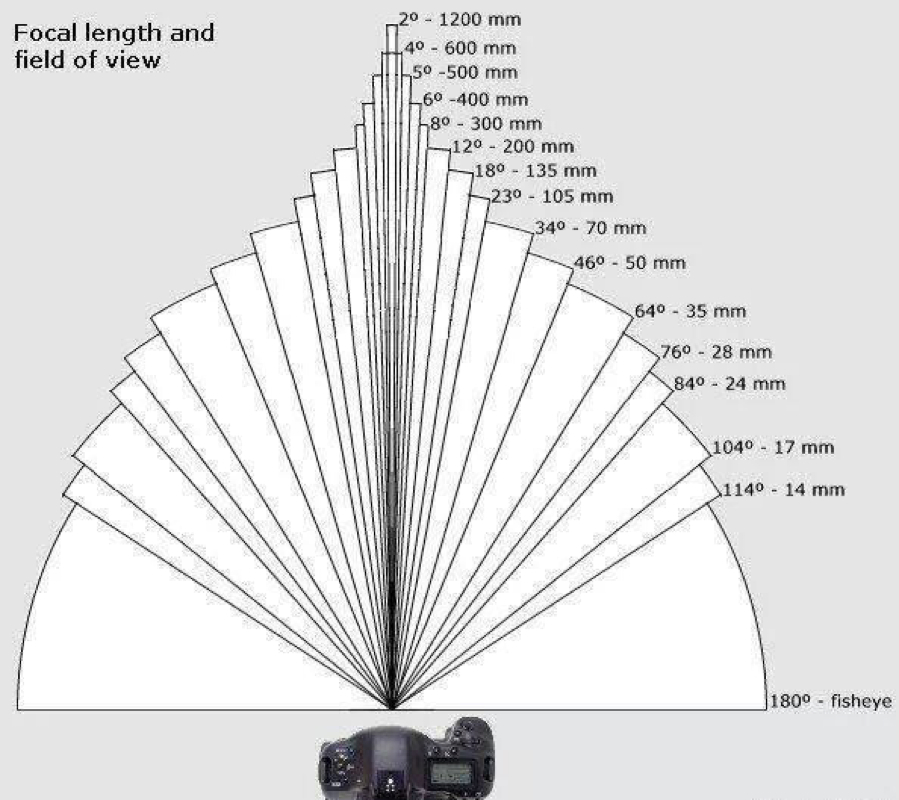 Focal length and
field of view
2º - 1200 mm
4º - 600 mm
5º -500 mm
6º -400 mm
8º - 300 mm
12º - 200 mm
18º - 135 mm
23º - 105 mm
34º - 70 mm
46º - 50 mm
64º - 35 mm
76º - 28 mm
84º - 24 mm
104º - 17 mm
114º - 14 mm
180º - fisheye